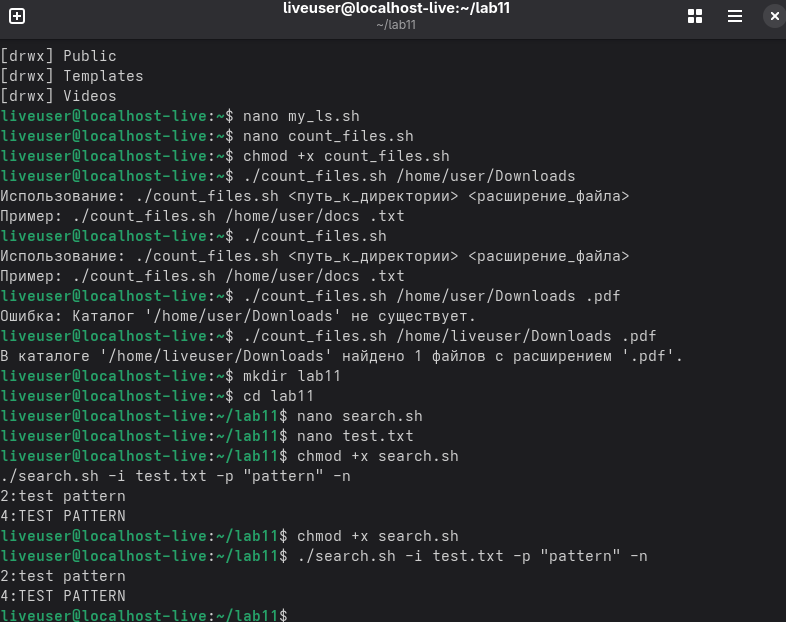 liveuser@localhost-live:~/lab11
~/lab11
[drwx] Public
[drwx] Templates
[drwx] Videos
liveuser@localhost-live:~$ nano my_ls.sh
liveuser@localhost-live:~$ nano count_files.sh
liveuser@localhost-live:~$ chmod +x count_files.sh
liveuser@localhost-live:~$ ./count_files.sh /home/user/Downloads
Использование: ./count_files.sh <путь_к_директории> <расширение_файла>
Пример: ./count_files.sh /home/user/docs .txt
liveuser@localhost-live:~$ ./count_files.sh
Использование: ./count_files.sh <путь_к_директории> <расширение_файла>
Пример: ./count_files.sh /home/user/docs .txt
liveuser@localhost-live:~$ ./count_files.sh /home/user/Downloads .pdf
Ошибка: Каталог '/home/user/Downloads' не существует.
liveuser@localhost-live:~$ ./count_files.sh /home/liveuser/Downloads .pdf
В каталоге '/home/liveuser/Downloads' найдено 1 файлов с расширением '.pdf'.
liveuser@localhost-live:~$ mkdir lab11
liveuser@localhost-live:~$ cd lab11
liveuser@localhost-live:~/lab11$ nano search.sh
liveuser@localhost-live:~/lab11$ nano test.txt
liveuser@localhost-live:~/lab11$ chmod +x search.sh
./search.sh -i test.txt -p "pattern" -n
2:test pattern
4:TEST PATTERN
liveuser@localhost-live:~/lab11$ chmod +x search.sh
liveuser@localhost-live:~/lab11$ ./search.sh -i test.txt -p "pattern" -n
2:test pattern
4:TEST PATTERN
liveuser@localhost-live:~/lab11$